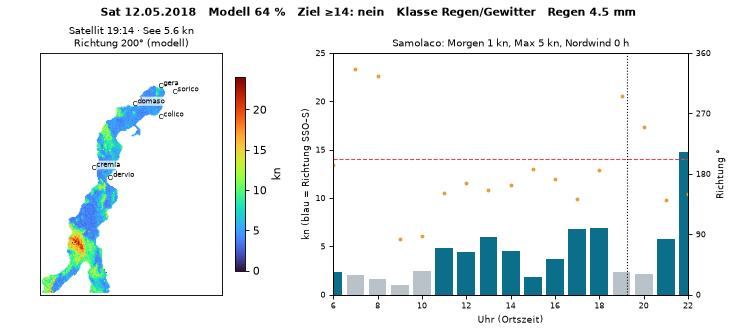 Sat 12.05.2018   Modell 64 %   Ziel ≥14: nein   Klasse Regen/Gewitter   Regen 4.5 mm
Satellit 19:14 · See 5.6 kn
Richtung 200° (modell)
gera
sorico
domaso
colico
cremia
dervio
20
15
10
5
0
kn
Samolaco: Morgen 1 kn, Max 5 kn, Nordwind 0 h
25
20
15
10
5
0
kn (blau = Richtung SSO-S)
360
270
180
90
0
Richtung °
6 8 10 12 14 16 18 20 22
Uhr (Ortszeit)